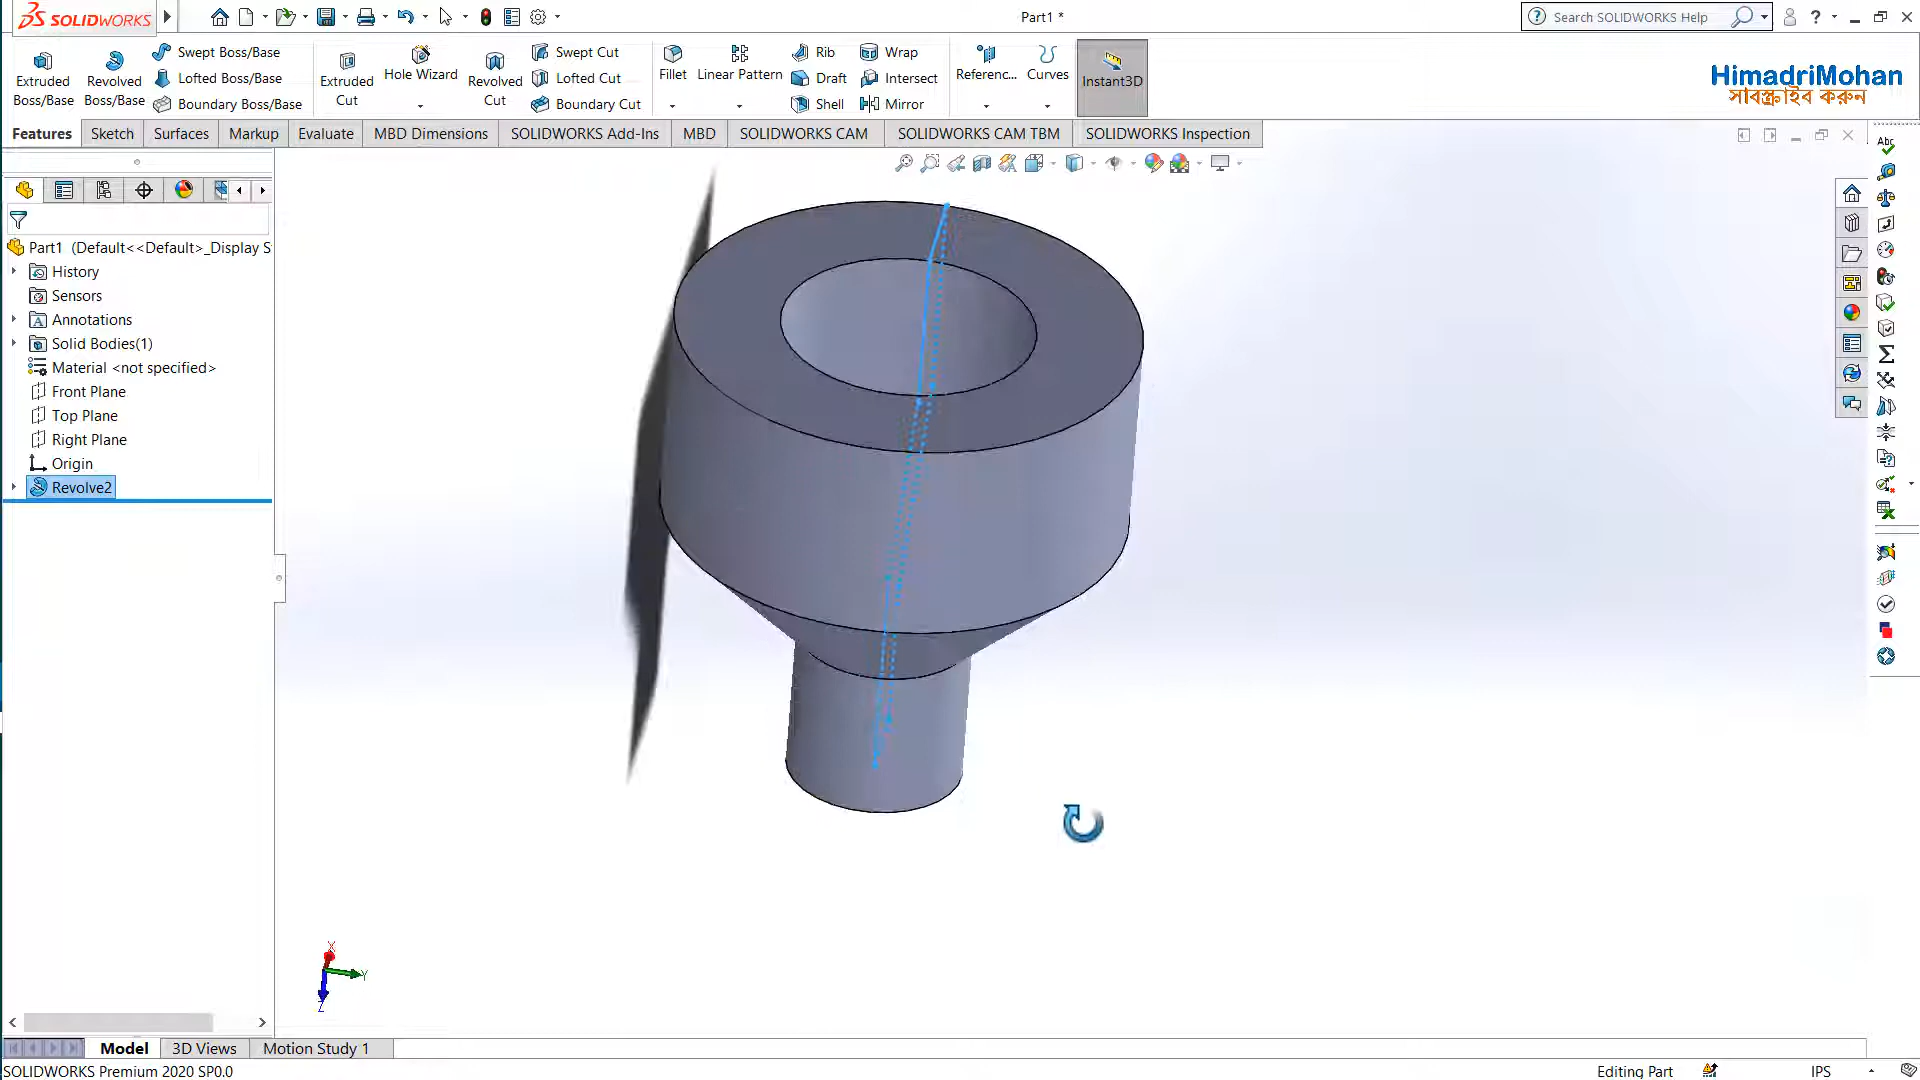 SOLIDWORKS
Part1 *
Search SOLIDWORKS Help
Extruded Boss/Base
Revolved Boss/Base
Swept Boss/Base
Lofted Boss/Base
Boundary Boss/Base
Extruded Cut
Hole Wizard
Revolved Cut
Swept Cut
Lofted Cut
Boundary Cut
Fillet
Linear Pattern
Rib
Draft
Shell
Wrap
Intersect
Mirror
Referenc...
Curves
Instant3D
HimadriMohan
সাবস্ক্রাইব করুন
Features
Sketch
Surfaces
Markup
Evaluate
MBD Dimensions
SOLIDWORKS Add-Ins
MBD
SOLIDWORKS CAM
SOLIDWORKS CAM TBM
SOLIDWORKS Inspection
Part1 (Default<<Default>_Display S
History
Sensors
Annotations
Solid Bodies(1)
Material <not specified>
Front Plane
Top Plane
Right Plane
Origin
Revolve2
Abc
X
Y
Z
Model
3D Views
Motion Study 1
SOLIDWORKS Premium 2020 SP0.0
Editing Part
IPS